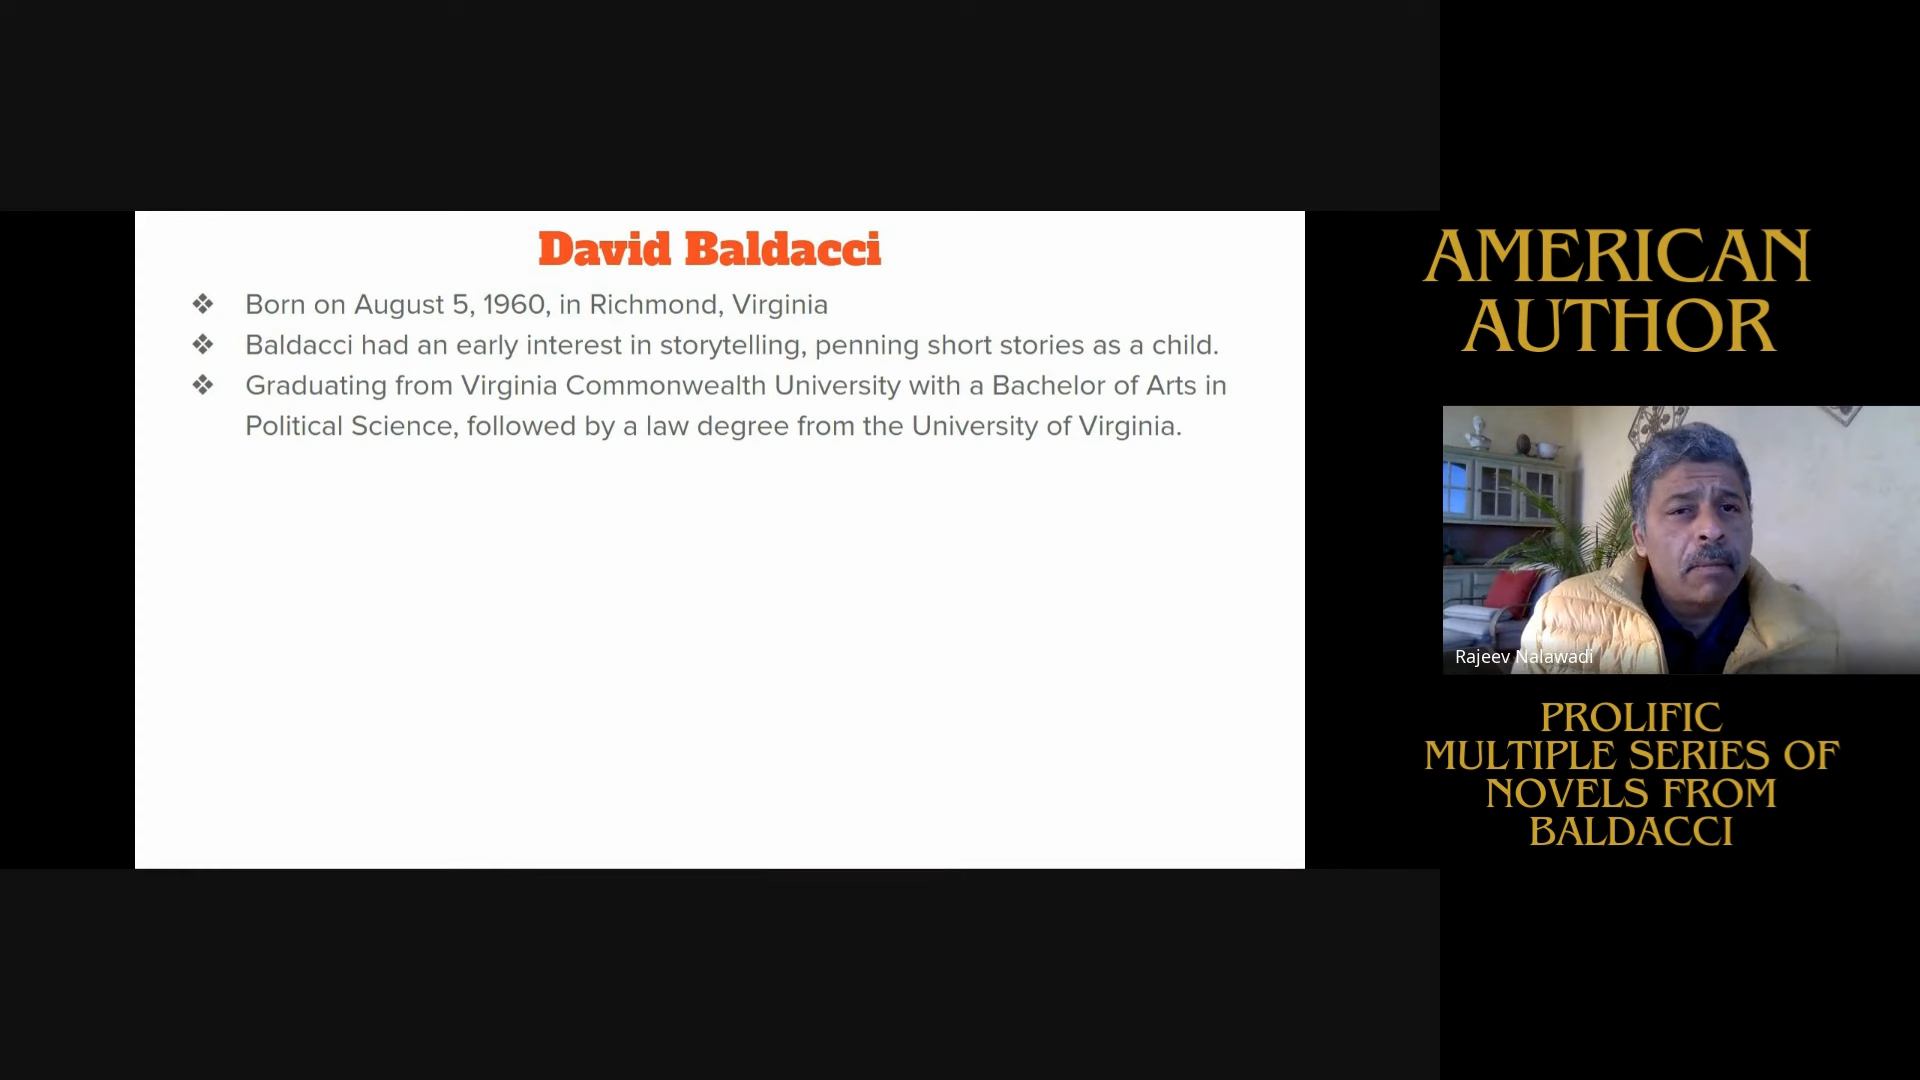 David Baldacci
❖ Born on August 5, 1960, in Richmond, Virginia
❖ Baldacci had an early interest in storytelling, penning short stories as a child.
❖ Graduating from Virginia Commonwealth University with a Bachelor of Arts in
Political Science, followed by a law degree from the University of Virginia.
AMERICAN
AUTHOR
Rajeev Nalawadi
PROLIFIC
MULTIPLE SERIES OF
NOVELS FROM
BALDACCI